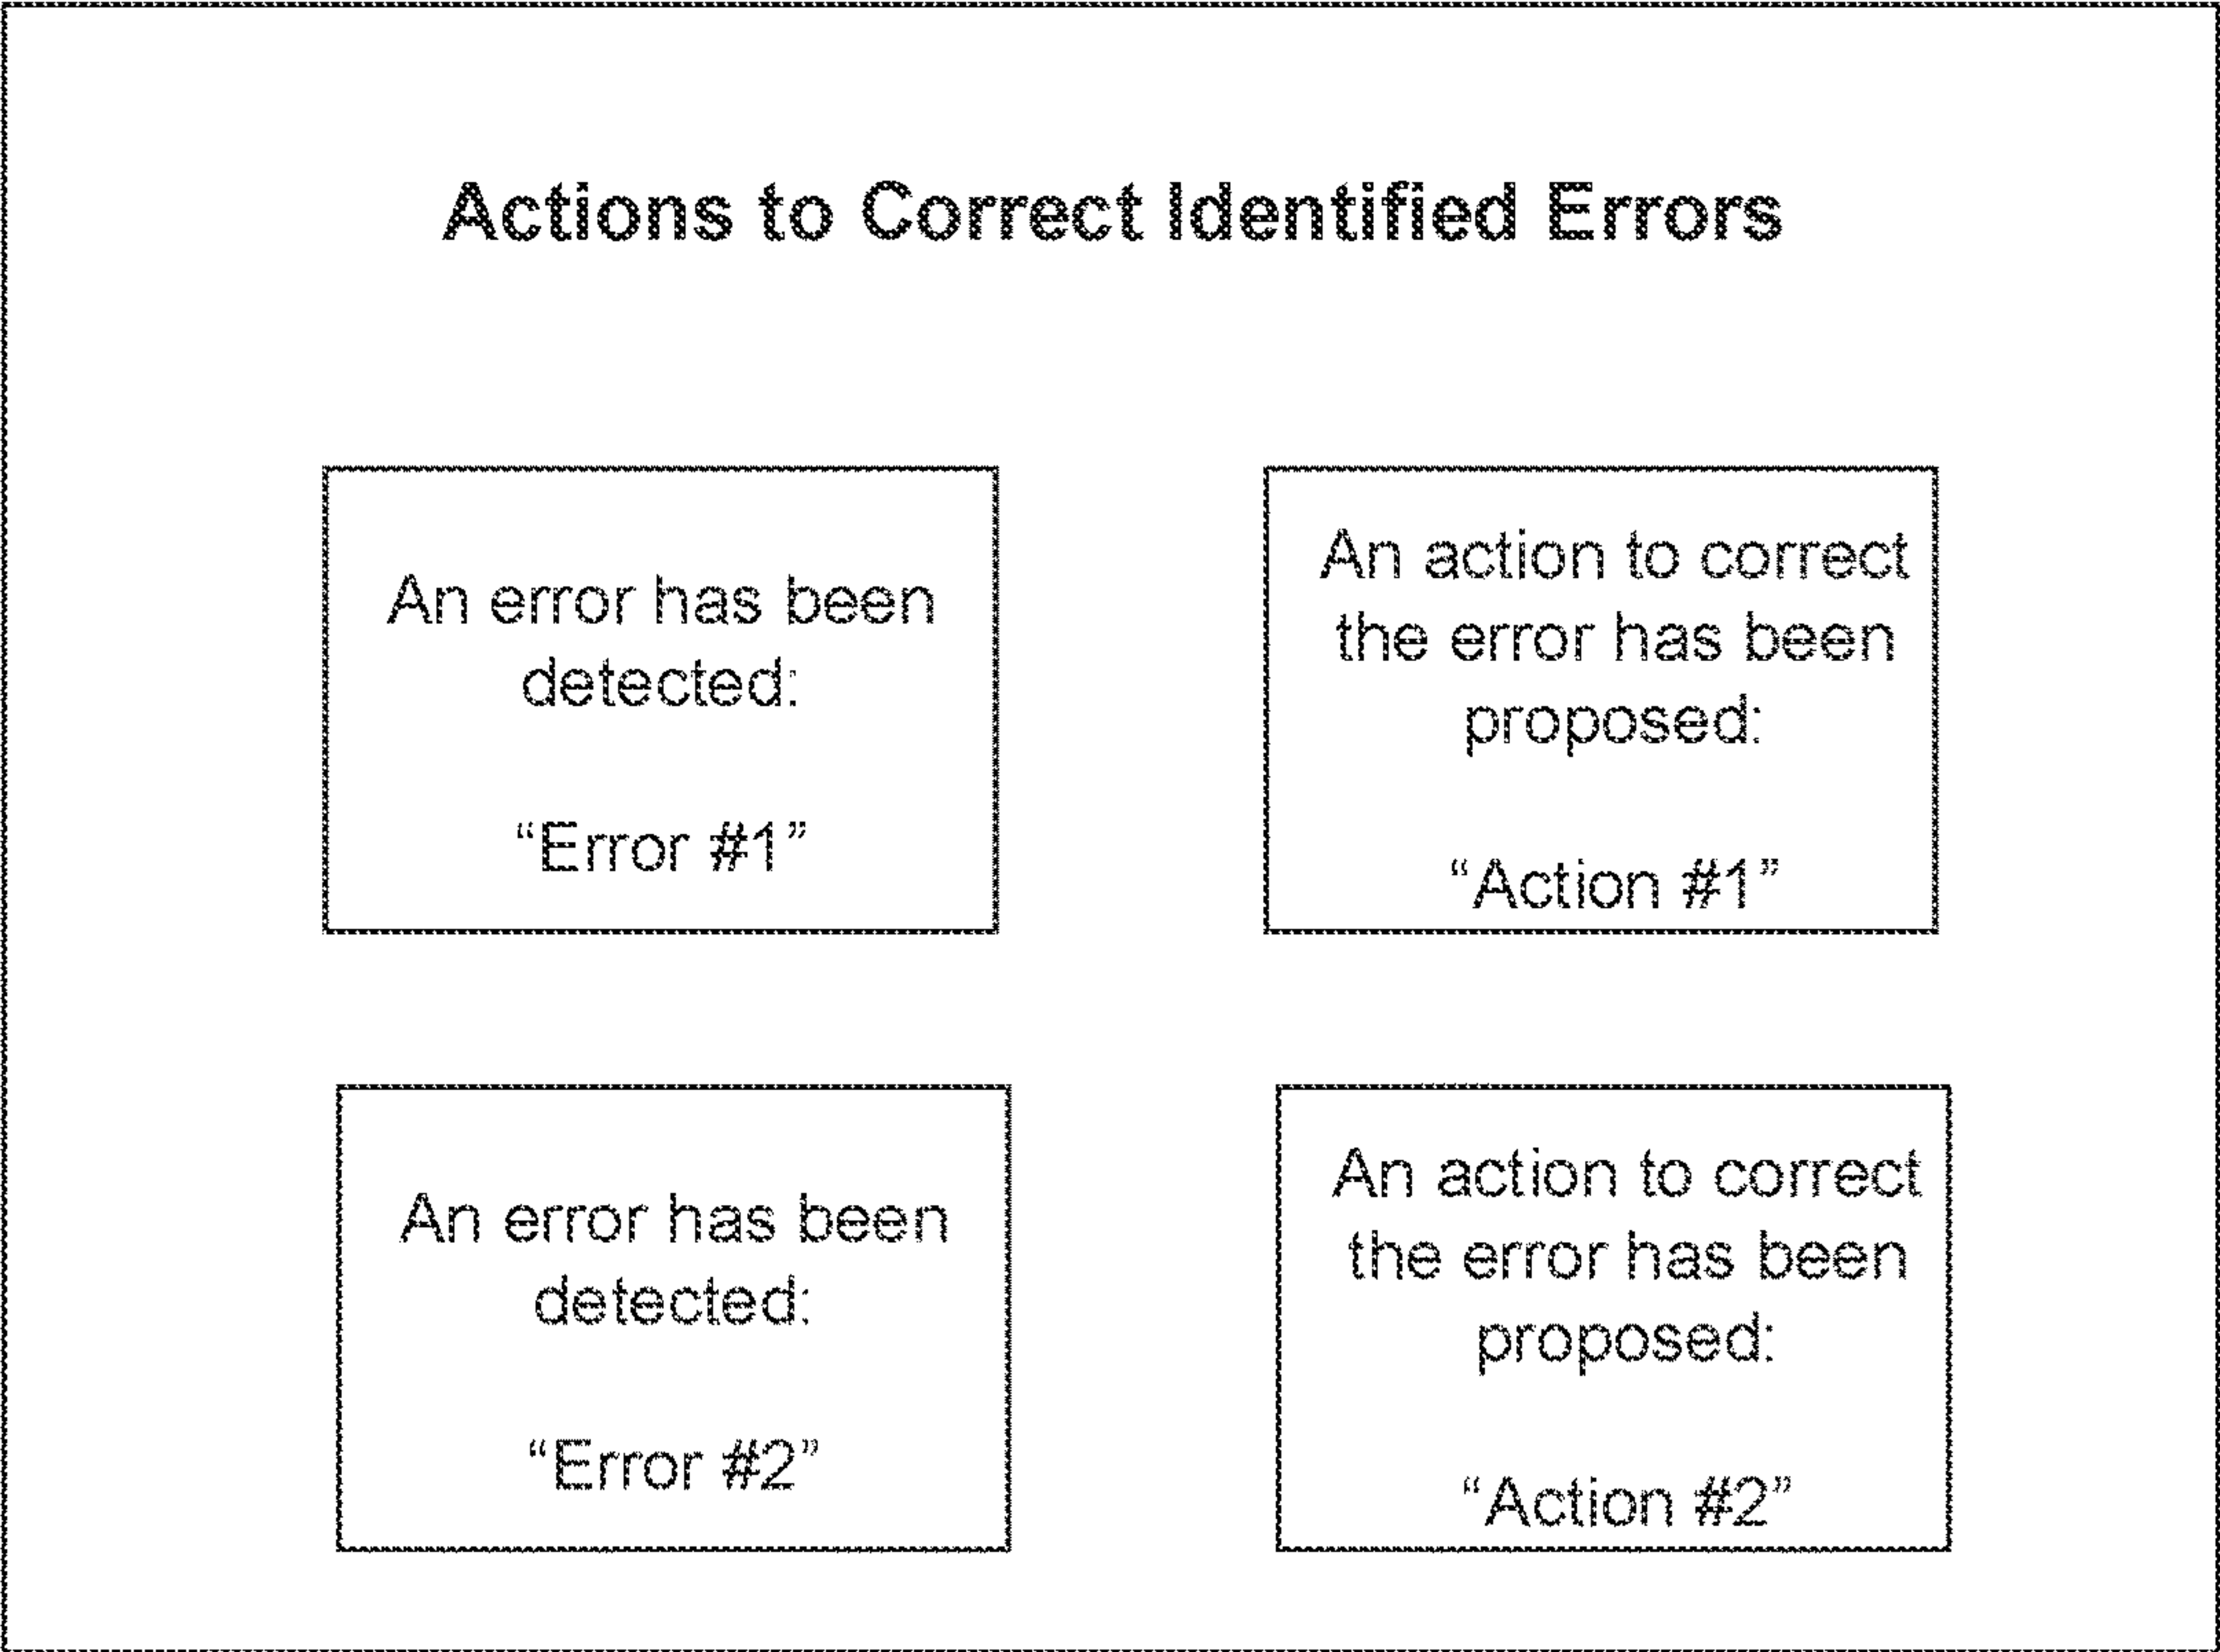 Actions to Correct Identified Errors
An error has been
detected:
“Error #1”
An action to correct
the error has been
proposed:
“Action #1”
An error has been
detected:
“Error #2”
An action to correct
the error has been
proposed:
“Action #2”